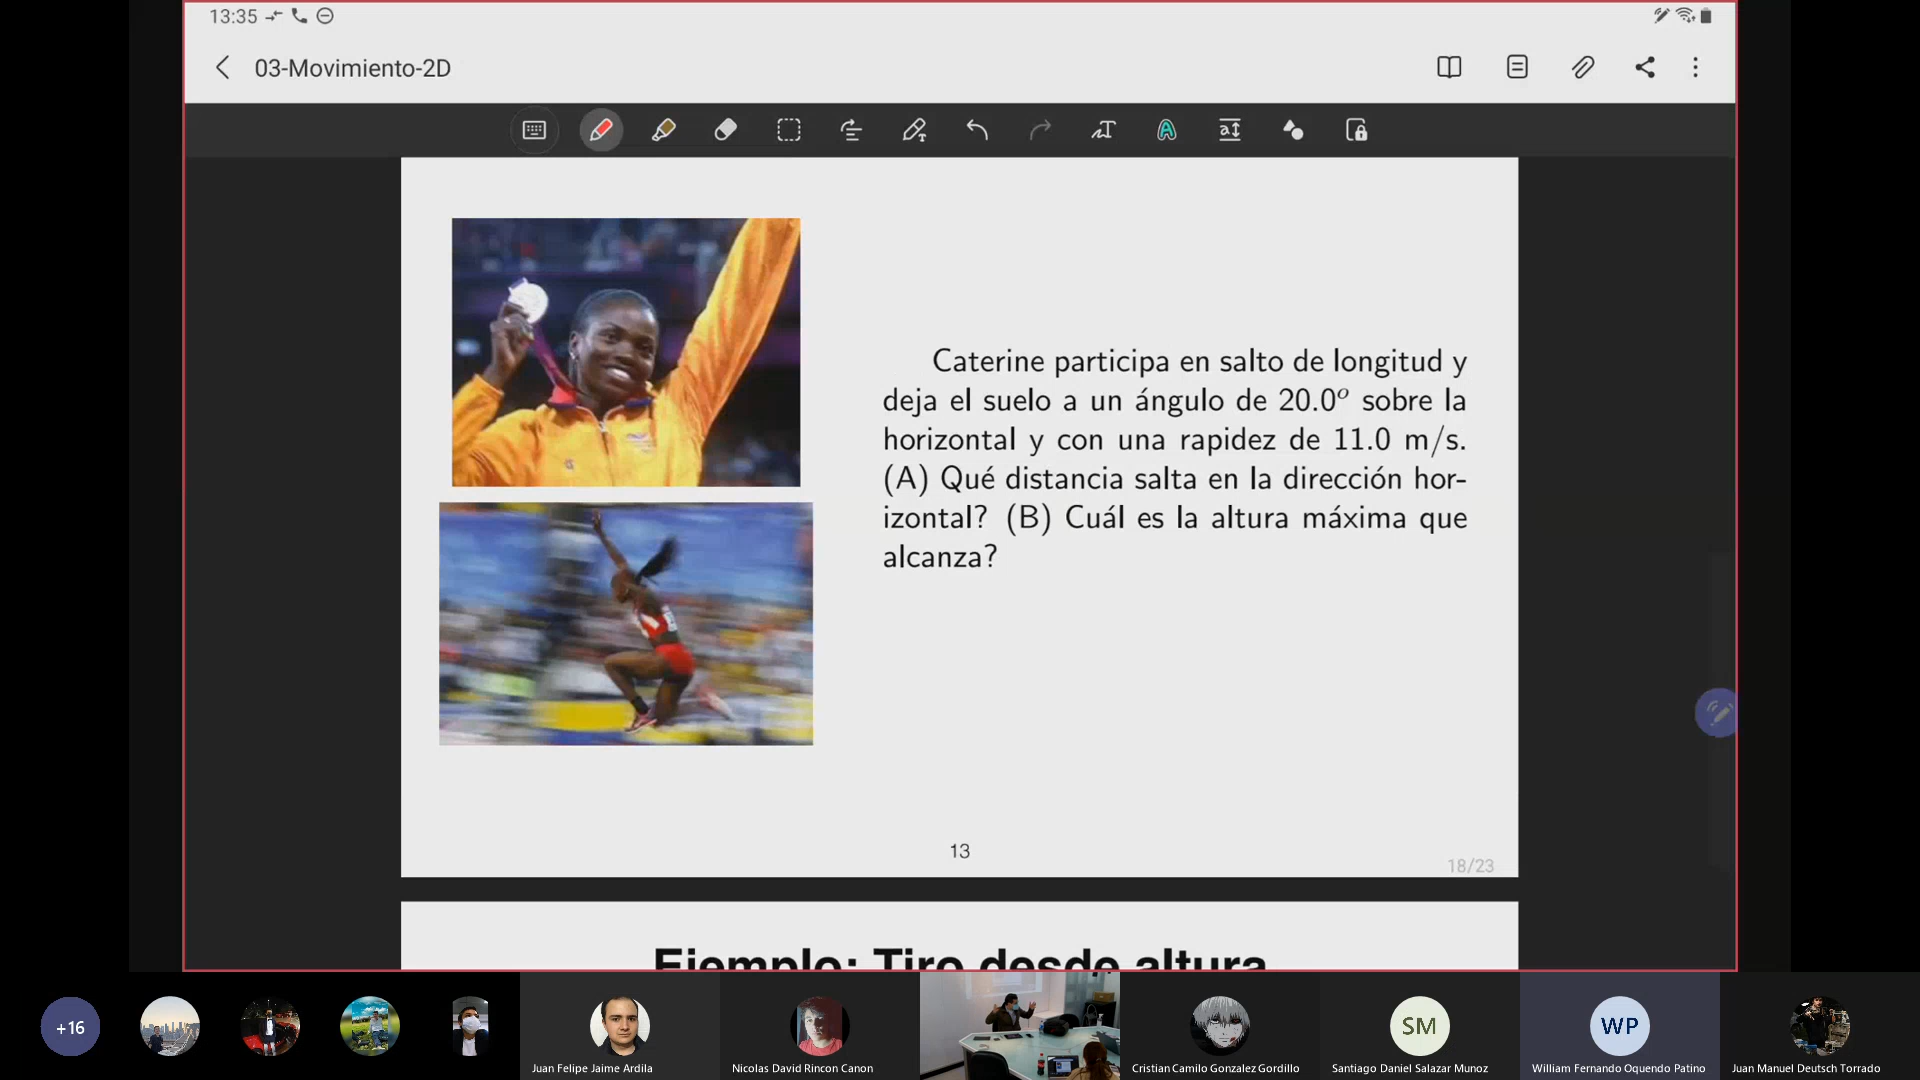 13:35
03-Movimiento-2D
Caterine participa en salto de longitud y
deja el suelo a un ángulo de 20.0º sobre la
horizontal y con una rapidez de 11.0 m/s.
(A) Qué distancia salta en la dirección hor-
izontal? (B) Cuál es la altura máxima que
alcanza?
13
18/23
Ejemplo: Tiro desde altura
+16
Juan Felipe Jaime Ardila
Nicolas David Rincon Canon
Cristian Camilo Gonzalez Gordillo
SM
Santiago Daniel Salazar Munoz
WP
William Fernando Oquendo Patino
Juan Manuel Deutsch Torrado